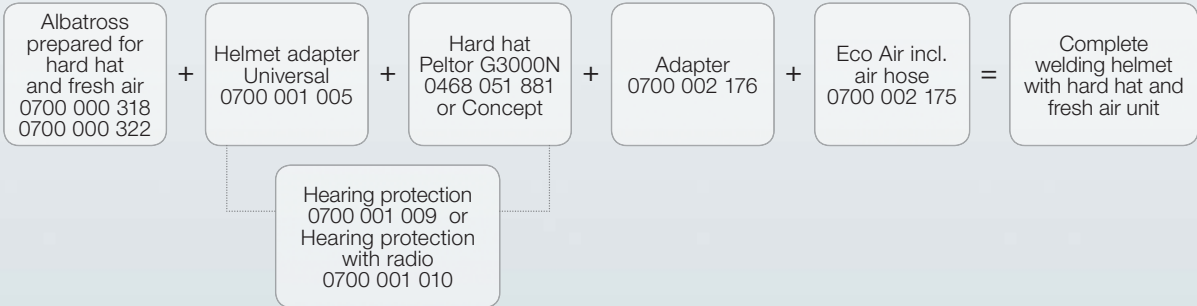 Albatross
prepared for
hard hat
and fresh air
0700 000 318
0700 000 322
+
Helmet adapter
Universal
0700 001 005
+
Hard hat
Peltor G3000N
0468 051 881
or Concept
+
Adapter
0700 002 176
+
Eco Air incl.
air hose
0700 002 175
=
Complete
welding helmet
with hard hat and
fresh air unit
Hearing protection
0700 001 009 or
Hearing protection
with radio
0700 001 010